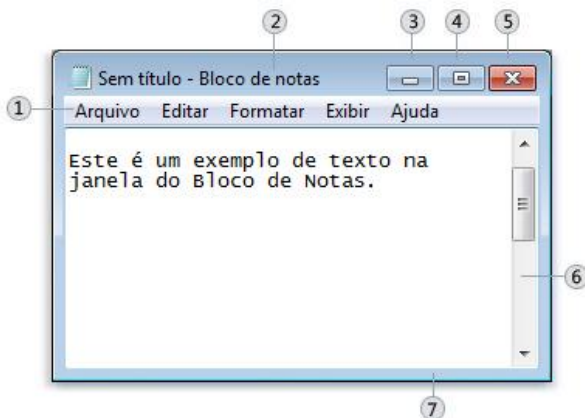 2 3 4 5
Sem título - Bloco de notas
1 Arquivo Editar Formatar Exibir Ajuda
Este é um exemplo de texto na
janela do Bloco de Notas.
6
7